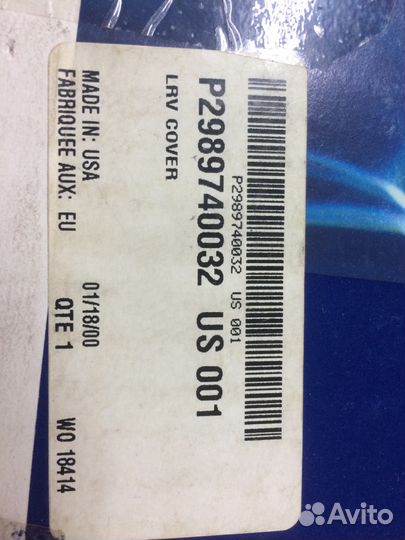 P2989740032 US 001
P2989740032 US 001
LRV COVER
MADE IN: USA 01/18/00 WO 18414
FABRIQUEE AUX: EU QTE 1
Avito